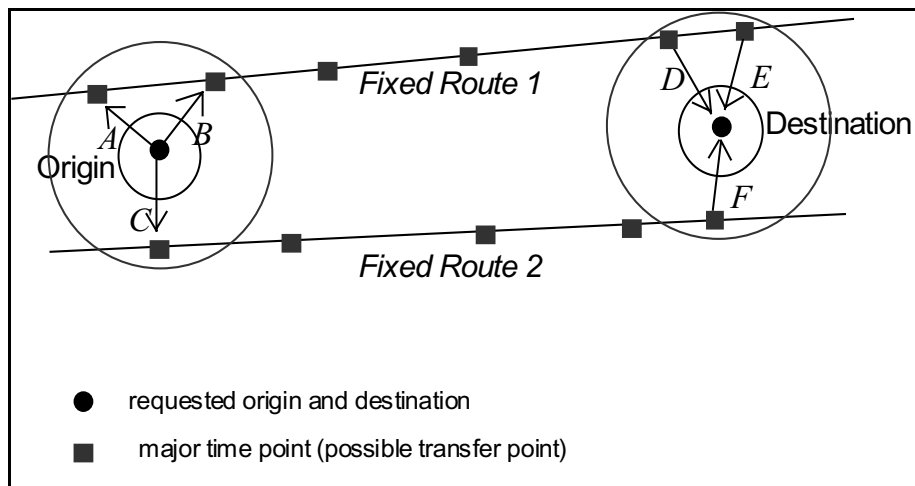 Fixed Route 1
D
E
A
B
Origin
Destination
C
F
Fixed Route 2
requested origin and destination
major time point (possible transfer point)